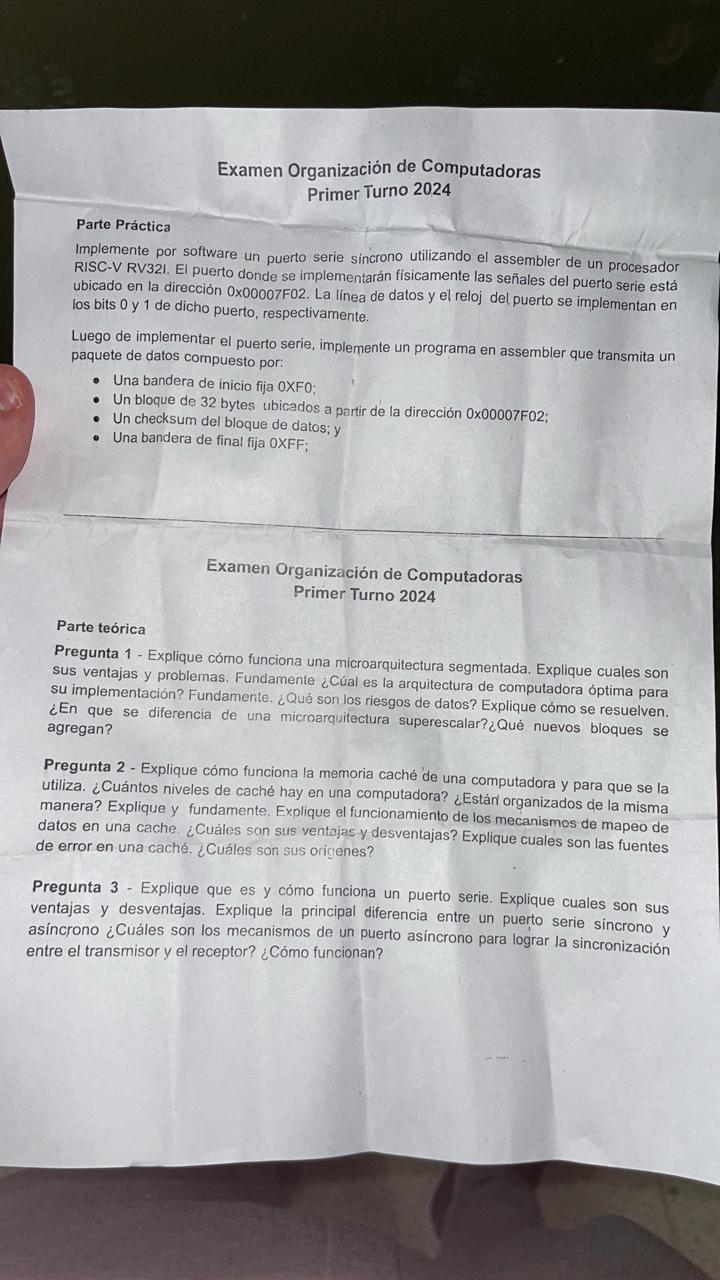 Examen Organización de Computadoras
Primer Turno 2024
Parte Práctica
Implemente por software un puerto serie síncrono utilizando el assembler de un procesador
RISC-V RV32I. El puerto donde se implementarán físicamente las señales del puerto serie está
ubicado en la dirección 0x00007F02. La línea de datos y el reloj del puerto se implementan en
los bits 0 y 1 de dicho puerto, respectivamente.
Luego de implementar el puerto serie, implemente un programa en assembler que transmita un
paquete de datos compuesto por:
• Una bandera de inicio fija 0XF0;
• Un bloque de 32 bytes ubicados a partir de la dirección 0x00007F02;
• Un checksum del bloque de datos; y
• Una bandera de final fija 0XFF;
Examen Organización de Computadoras
Primer Turno 2024
Parte teórica
Pregunta 1 - Explique cómo funciona una microarquitectura segmentada. Explique cuales son
sus ventajas y problemas. Fundamente ¿Cúal es la arquitectura de computadora óptima para
su implementación? Fundamente. ¿Qué son los riesgos de datos? Explique cómo se resuelven.
¿En que se diferencia de una microarquitectura superescalar?¿Qué nuevos bloques se
agregan?
Pregunta 2 - Explique cómo funciona la memoria caché de una computadora y para que se la
utiliza. ¿Cuántos niveles de caché hay en una computadora? ¿Están organizados de la misma
manera? Explique y fundamente. Explique el funcionamiento de los mecanismos de mapeo de
datos en una cache. ¿Cuáles son sus ventajas y desventajas? Explique cuales son las fuentes
de error en una caché. ¿Cuáles son sus orígenes?
Pregunta 3 - Explique que es y cómo funciona un puerto serie. Explique cuales son sus
ventajas y desventajas. Explique la principal diferencia entre un puerto serie síncrono y
asíncrono ¿Cuáles son los mecanismos de un puerto asíncrono para lograr la sincronización
entre el transmisor y el receptor? ¿Cómo funcionan?